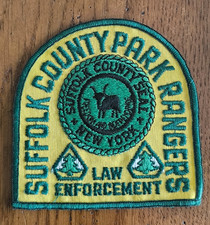 SUFFOLK COUNTY PARK RANGERS
SUFFOLK COUNTY SEAL
NEW YORK
LAW
ENFORCEMENT